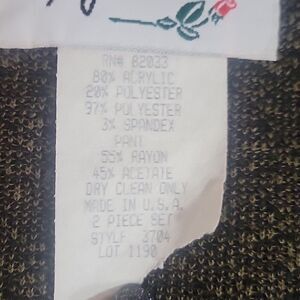 RN# 82033
80% ACRYLIC
20% POLYESTER
97% POLYESTER
3% SPANDEX
PANT
55% RAYON
45% ACETATE
DRY CLEAN ONLY
MADE IN U.S.A.
2 PIECE SET
STYLE 3704
LOT 1190